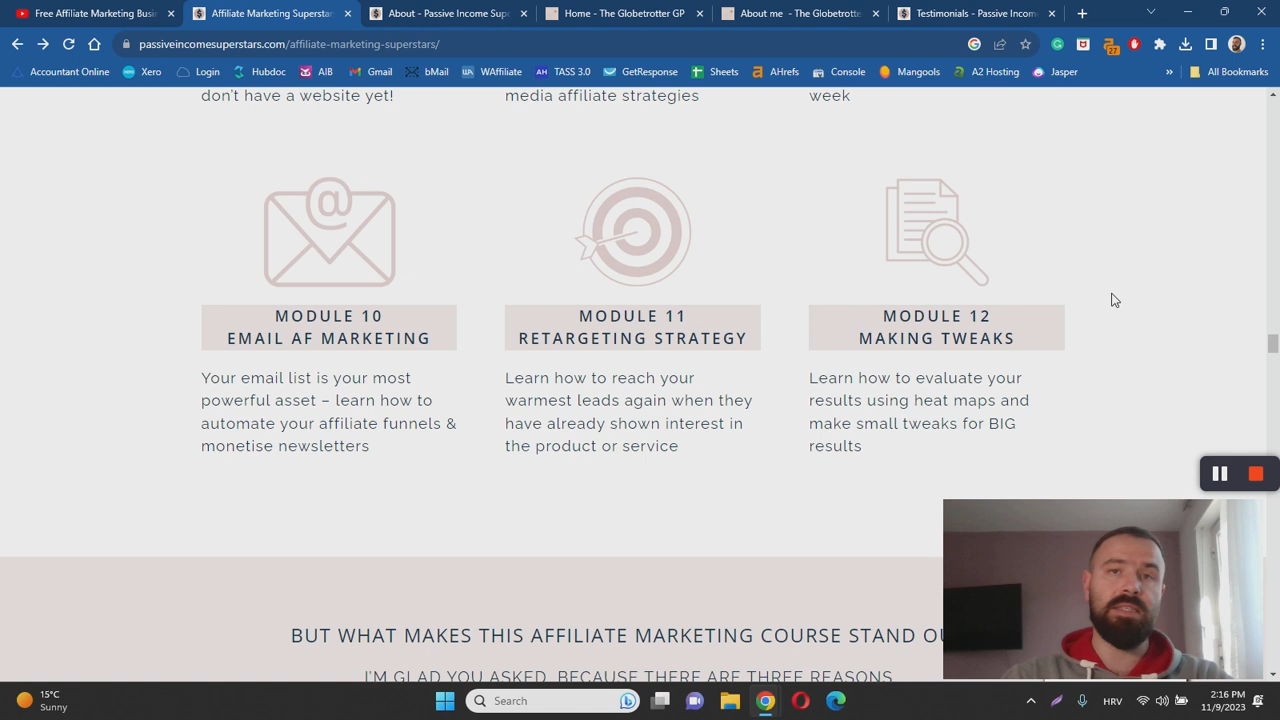 Free Affiliate Marketing Busi
Affiliate Marketing Superstar
About - Passive Income Supe
Home - The Globetrotter GP
About me - The Globetrotte
Testimonials - Passive Incom
passiveincomesuperstars.com/affiliate-marketing-superstars/
27
Accountant Online
Xero
Login
Hubdoc
AIB
Gmail
bMail
WAffiliate
AH TASS 3.0
GetResponse
Sheets
AHrefs
Console
Mangools
A2 Hosting
Jasper
»
All Bookmarks
don't have a website yet!
media affiliate strategies
week
@
MODULE 10
EMAIL AF MARKETING
Your email list is your most
powerful asset – learn how to
automate your affiliate funnels &
monetise newsletters
MODULE 11
RETARGETING STRATEGY
Learn how to reach your
warmest leads again when they
have already shown interest in
the product or service
MODULE 12
MAKING TWEAKS
Learn how to evaluate your
results using heat maps and
make small tweaks for BIG
results
BUT WHAT MAKES THIS AFFILIATE MARKETING COURSE STAND OU
I'M GLAD YOU ASKED, BECAUSE THERE ARE THREE REASONS
15°C
Sunny
Search
HRV
2:16 PM
11/9/2023